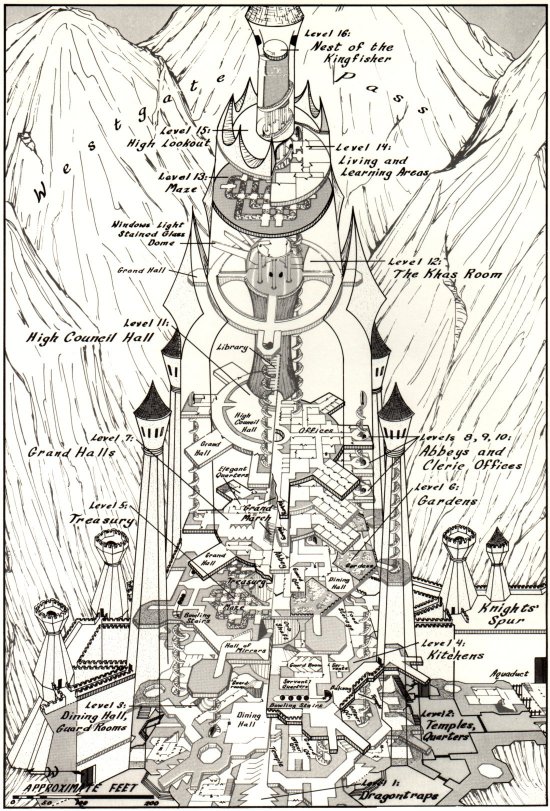 Level 16:
Nest of the
Kingfisher
Westgate Pass
Level 15:
High Lookout
Level 14:
Living and
Learning Areas
Level 13:
Maze
Windows Light
Stained Glass
Dome
Grand Hall
Level 12:
The Khas Room
Level 11:
High Council Hall
Library
High
Council
Hall
Offices
Grand
Hall
Level 7:
Grand Halls
Levels 8, 9, 10:
Abbeys and
Cleric Offices
Elegant
Quarters
Grand
March
Level 6:
Gardens
Level 5:
Treasury
Grand
Hall
Gardens
Treasury
Dining
Hall
Maze
Bowling
Stairs
Knights'
Spur
Hall of
Mirrors
Level 4:
Kitchens
Guard Room
Servant
Quarters
Aquaduct
Bowling Stairs
Level 3:
Dining Hall,
Guard Rooms
Dining
Hall
Level 2:
Temples,
Quarters
Level 1:
Dragontraps
APPROXIMATE FEET
0 50 100 200